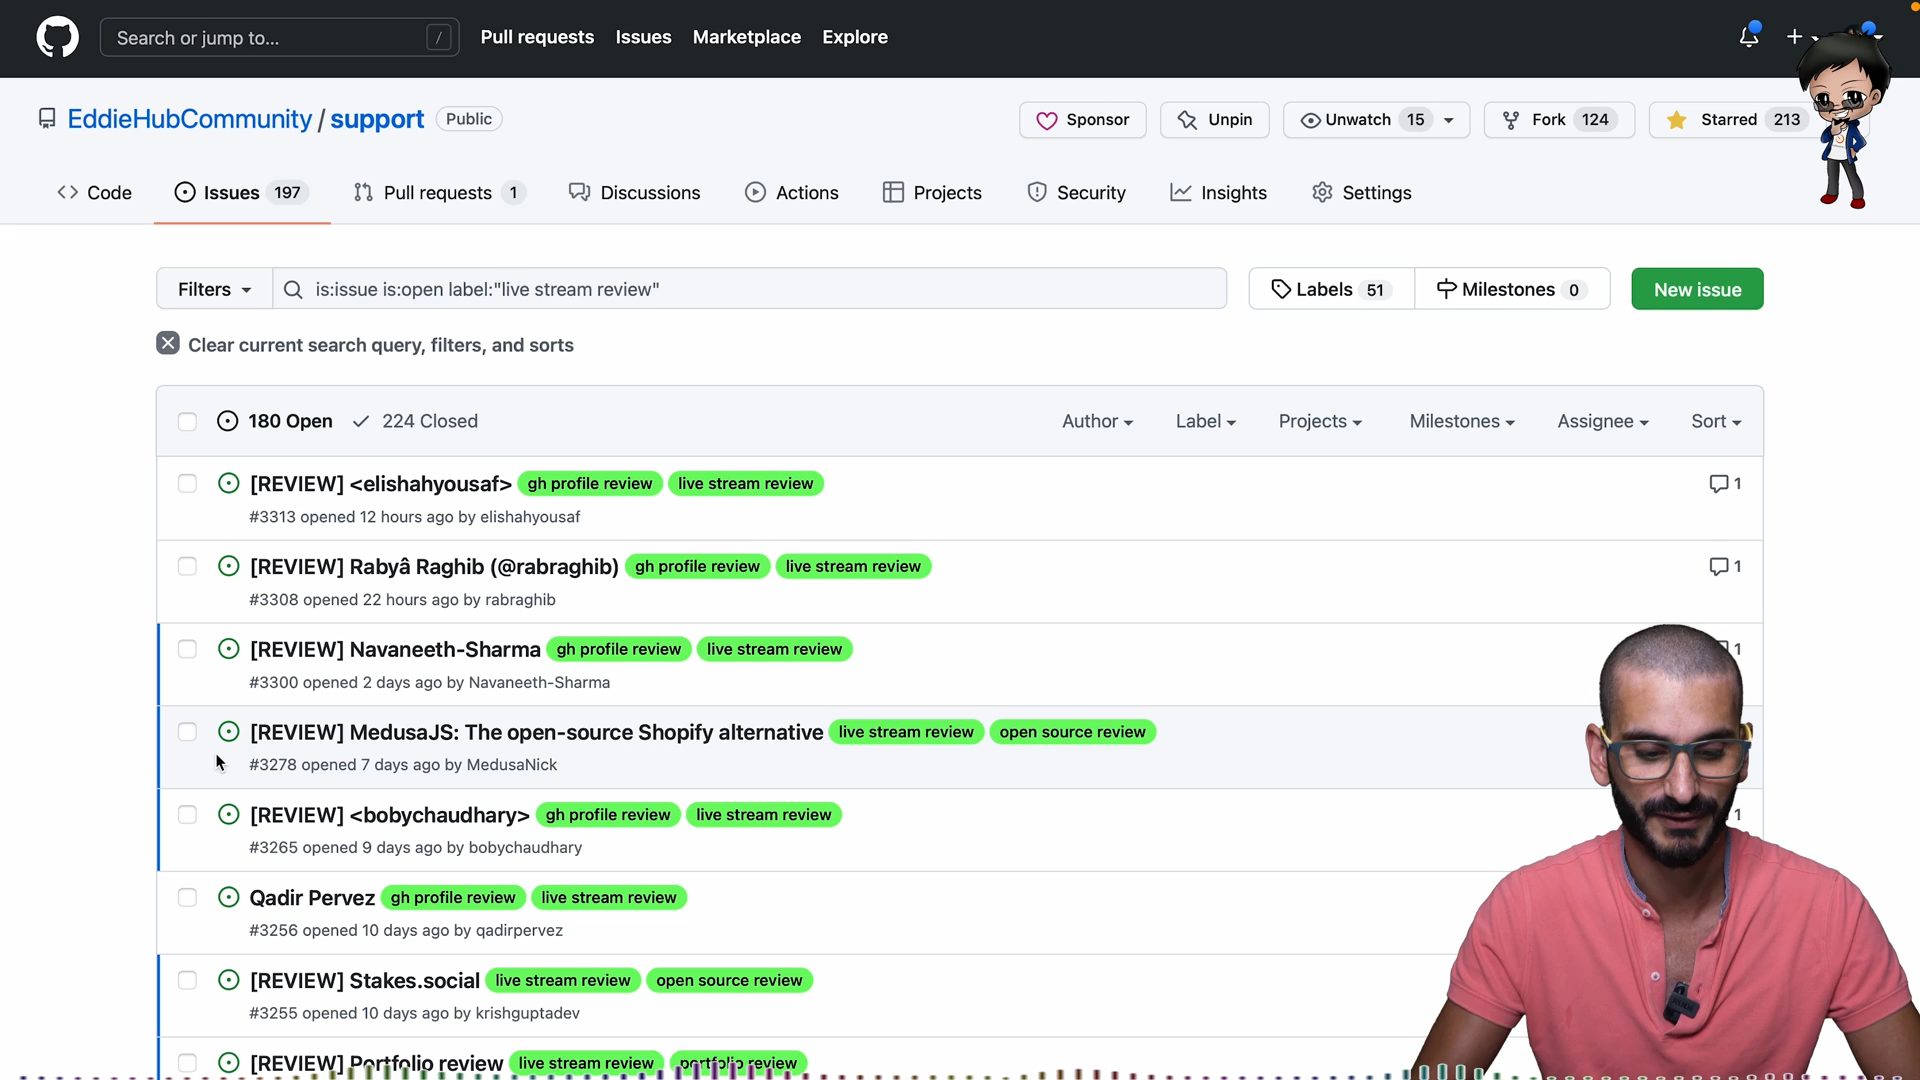 Search or jump to... / Pull requests Issues Marketplace Explore
EddieHubCommunity / support Public Sponsor Unpin Unwatch 15 Fork 124 Starred 213
Code Issues 197 Pull requests 1 Discussions Actions Projects Security Insights Settings
Filters is:issue is:open label:"live stream review" Labels 51 Milestones 0 New issue
Clear current search query, filters, and sorts
180 Open 224 Closed Author Label Projects Milestones Assignee Sort
[REVIEW] <elishahyousaf> gh profile review live stream review 1
#3313 opened 12 hours ago by elishahyousaf
[REVIEW] Rabyâ Raghib (@rabraghib) gh profile review live stream review 1
#3308 opened 22 hours ago by rabraghib
[REVIEW] Navaneeth-Sharma gh profile review live stream review 1
#3300 opened 2 days ago by Navaneeth-Sharma
[REVIEW] MedusaJS: The open-source Shopify alternative live stream review open source review
#3278 opened 7 days ago by MedusaNick
[REVIEW] <bobychaudhary> gh profile review live stream review 1
#3265 opened 9 days ago by bobychaudhary
Qadir Pervez gh profile review live stream review
#3256 opened 10 days ago by qadirpervez
[REVIEW] Stakes.social live stream review open source review
#3255 opened 10 days ago by krishguptadev
[REVIEW] Portfolio review live stream review portfolio review